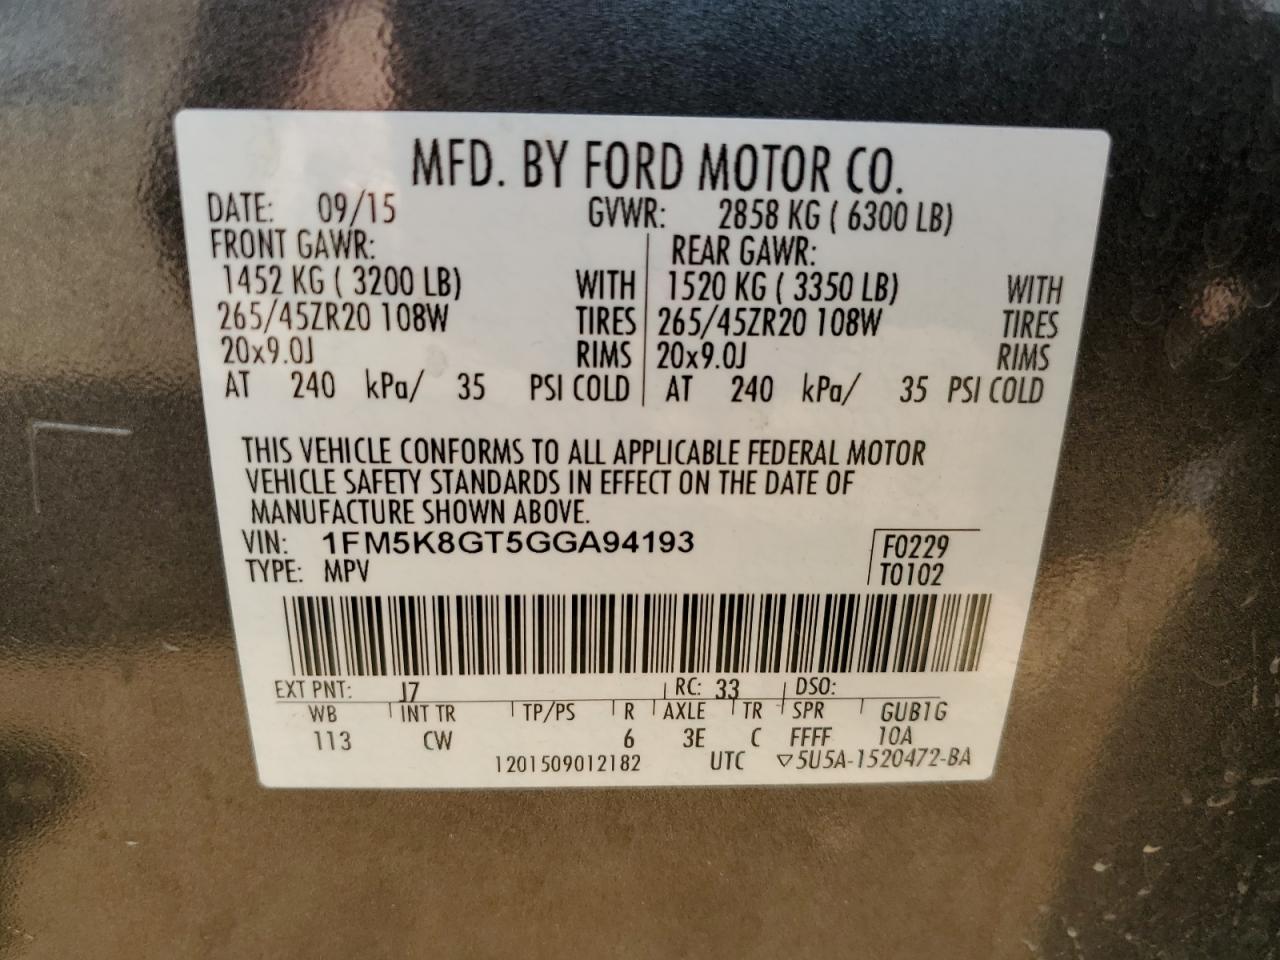 MFD. BY FORD MOTOR CO.
DATE: 09/15 GVWR: 2858 KG ( 6300 LB)
FRONT GAWR: REAR GAWR:
1452 KG ( 3200 LB) WITH 1520 KG ( 3350 LB) WITH
265/45ZR20 108W TIRES 265/45ZR20 108W TIRES
20x9.0J RIMS 20x9.0J RIMS
AT 240 kPa/ 35 PSI COLD AT 240 kPa/ 35 PSI COLD
THIS VEHICLE CONFORMS TO ALL APPLICABLE FEDERAL MOTOR
VEHICLE SAFETY STANDARDS IN EFFECT ON THE DATE OF
MANUFACTURE SHOWN ABOVE.
VIN: 1FM5K8GT5GGA94193 F0229
TYPE: MPV T0102
EXT PNT: J7 RC: 33 DSO:
WB INT TR TP/PS R AXLE TR SPR GUB1G
113 CW 6 3E C FFFF 10A
1201509012182 UTC ▽5U5A-1520472-BA